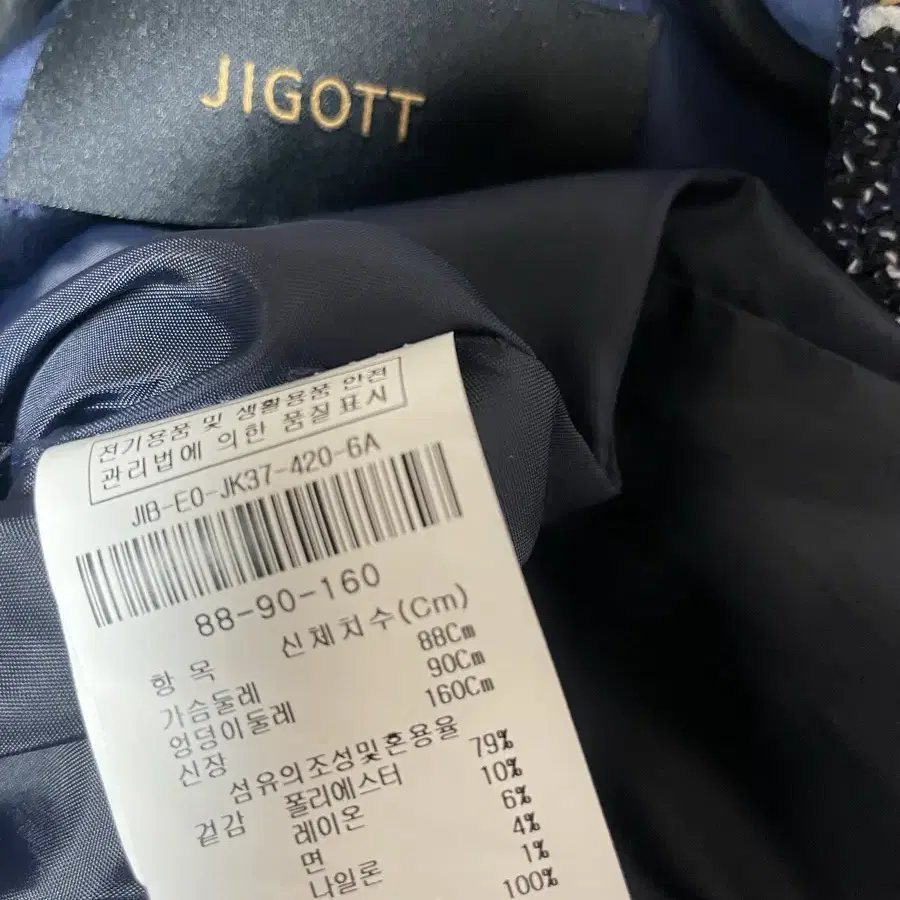 JIGOTT
전기용품 및 생활용품 안전
관리법에 의한 품질표시
JIB-E0-JK37-420-6A
88-90-160
항 목 신체치수(Cm)
가슴둘레 88Cm
엉덩이둘레 90Cm
신장 160Cm
섬유의조성및혼용율
겉감 폴리에스터 79%
레이온 10%
면 6%
나일론 4%
1%
100%